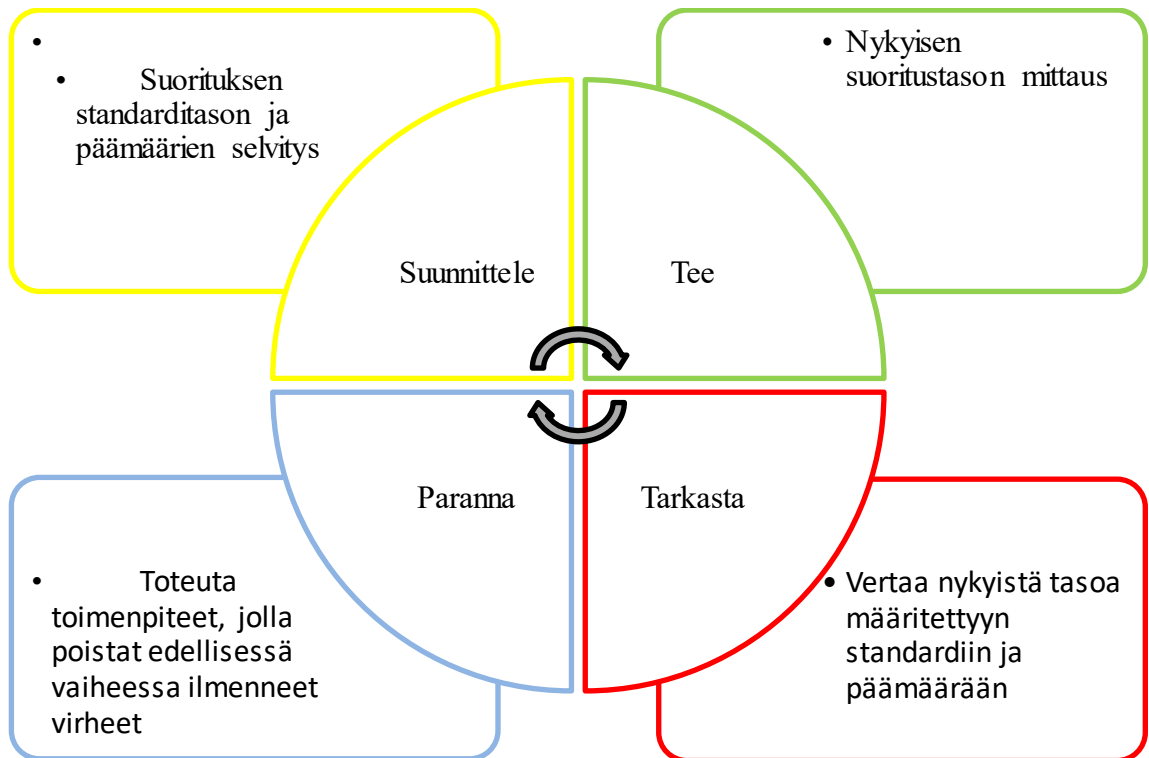 •
• Suorituksen
standarditason ja
päämäärien selvitys
• Nykyisen
suoritustason mittaus
Suunnittele
Tee
Paranna
Tarkasta
• Toteuta
toimenpiteet, jolla
poistat edellisessä
vaiheessa ilmenneet
virheet
• Vertaa nykyistä tasoa
määritettyyn
standardiin ja
päämäärään